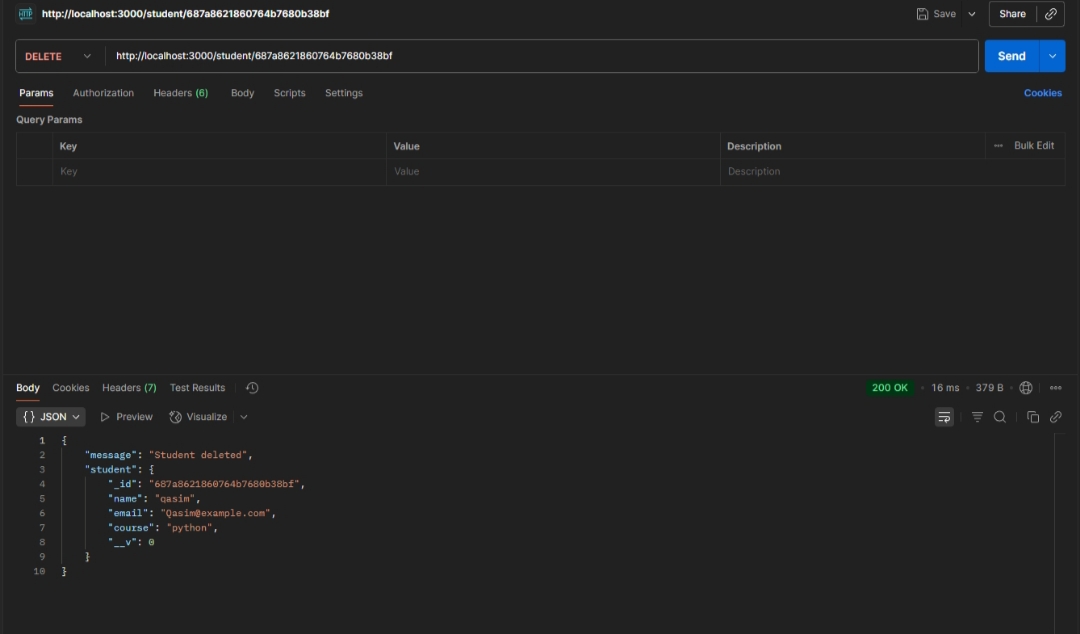 HTTP http://localhost:3000/student/687a8621860764b7680b38bf Save Share
DELETE http://localhost:3000/student/687a8621860764b7680b38bf Send
Params Authorization Headers (6) Body Scripts Settings Cookies
Query Params
Key Value Description Bulk Edit
Key Value Description
Body Cookies Headers (7) Test Results 200 OK • 16 ms • 379 B
{} JSON Preview Visualize
1 {
2 "message": "Student deleted",
3 "student": {
4 "_id": "687a8621860764b7680b38bf",
5 "name": "qasim",
6 "email": "Qasim@example.com",
7 "course": "python",
8 "__v": 0
9 }
10 }